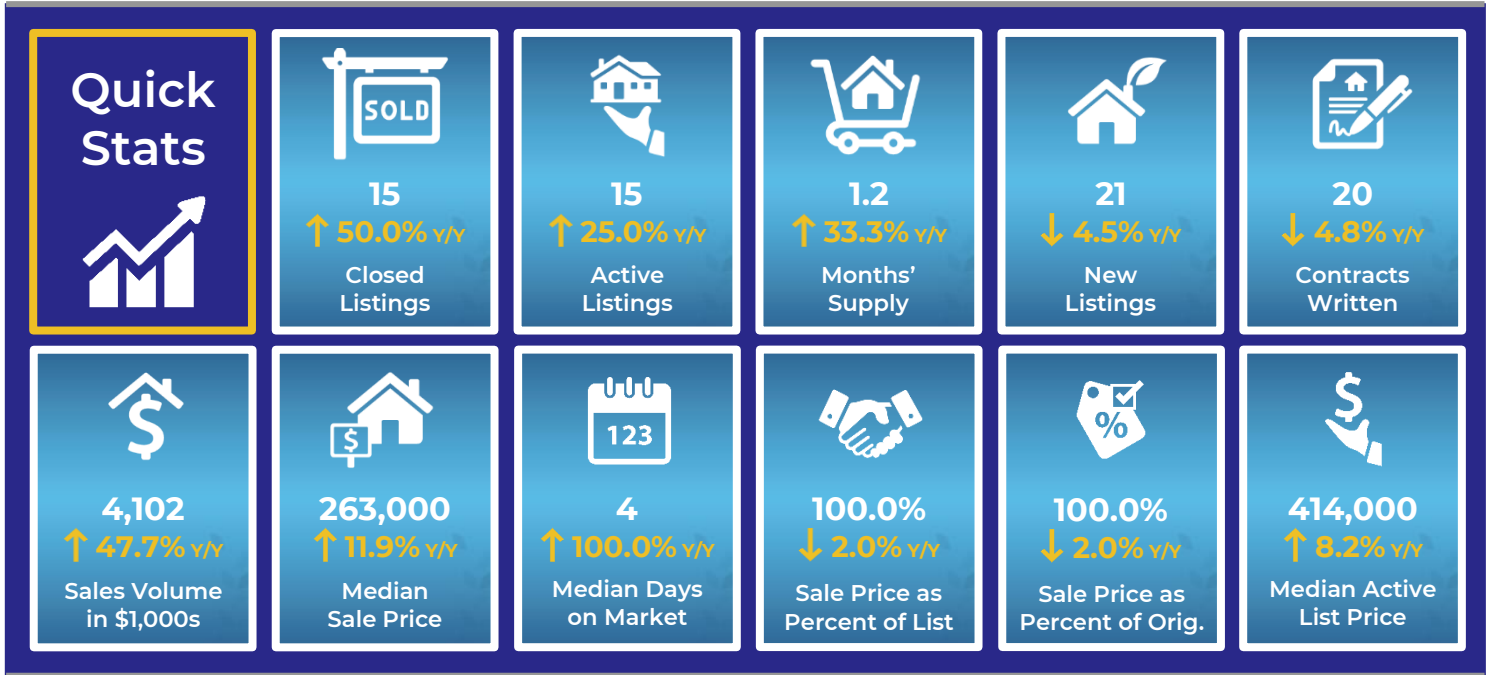 Quick
Stats
SOLD
15
↑ 50.0% Y/Y
Closed
Listings
15
↑ 25.0% Y/Y
Active
Listings
1.2
↑ 33.3% Y/Y
Months’
Supply
21
↓ 4.5% Y/Y
New
Listings
20
↓ 4.8% Y/Y
Contracts
Written
$
4,102
↑ 47.7% Y/Y
Sales Volume
in $1,000s
$
263,000
↑ 11.9% Y/Y
Median
Sale Price
123
4
↑ 100.0% Y/Y
Median Days
on Market
100.0%
↓ 2.0% Y/Y
Sale Price as
Percent of List
%
100.0%
↓ 2.0% Y/Y
Sale Price as
Percent of Orig.
$
414,000
↑ 8.2% Y/Y
Median Active
List Price